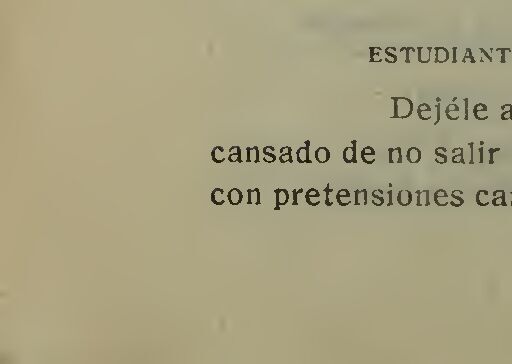 ESTUDIANT
Dejéle a
cansado de no salir
con pretensiones ca